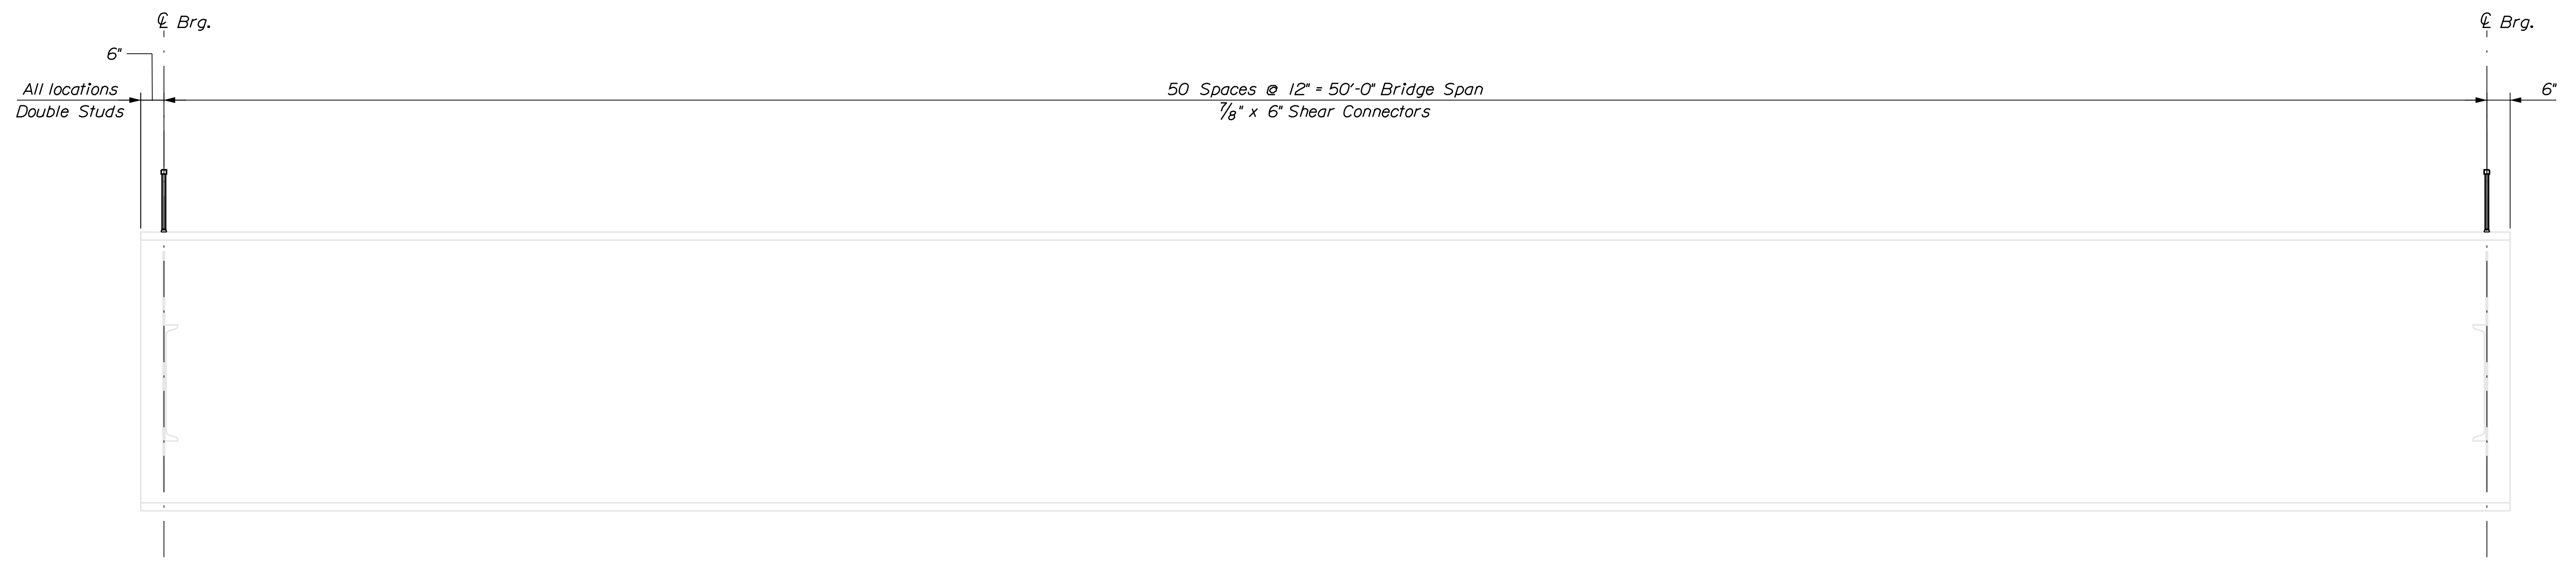 ℄ Brg.
℄ Brg.
6"
All locations
Double Studs
50 Spaces @ 12" = 50'-0" Bridge Span
7/8" x 6" Shear Connectors
6"